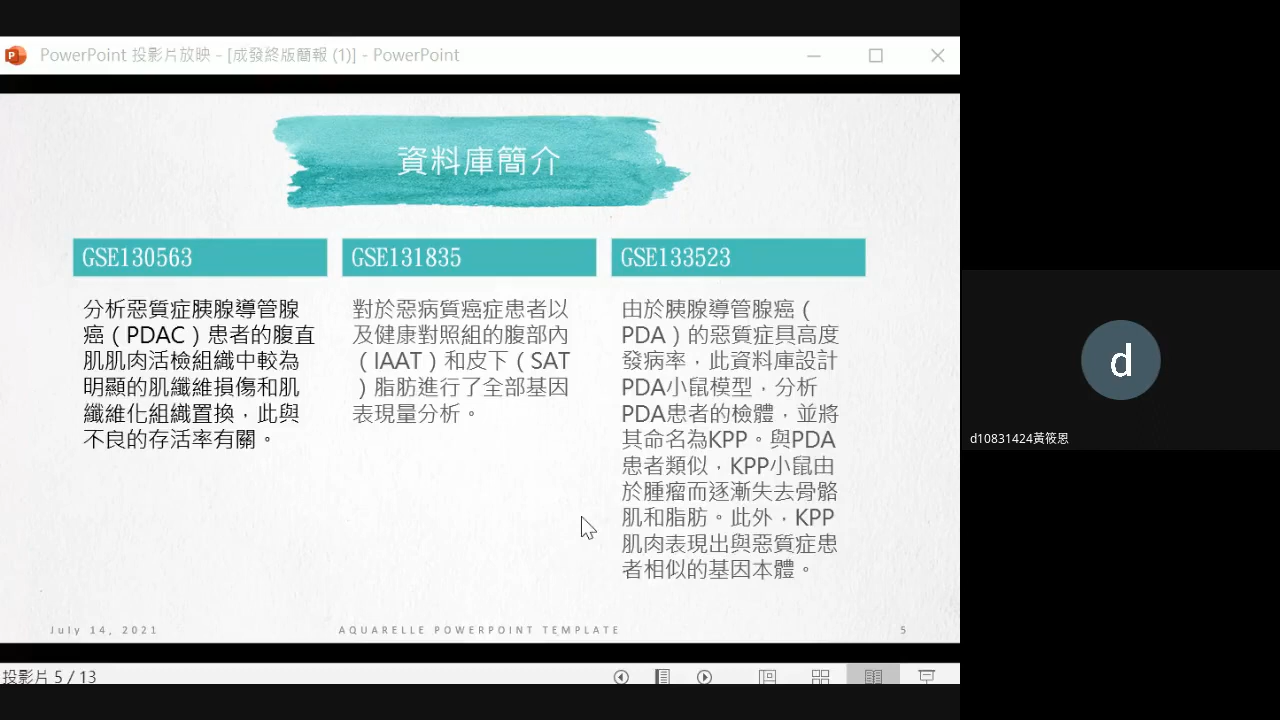 PowerPoint 投影片放映 - [成發終版簡報 (1)] - PowerPoint
資料庫簡介
GSE130563
分析惡質症胰腺導管腺
癌（PDAC）患者的腹直
肌肌肉活檢組織中較為
明顯的肌纖維損傷和肌
纖維化組織置換，此與
不良的存活率有關。
GSE131835
對於惡病質癌症患者以
及健康對照組的腹部內
（IAAT）和皮下（SAT
）脂肪進行了全部基因
表現量分析。
GSE133523
由於胰腺導管腺癌（
PDA）的惡質症具高度
發病率，此資料庫設計
PDA小鼠模型，分析
PDA患者的檢體，並將
其命名為KPP。與PDA
患者類似，KPP小鼠由
於腫瘤而逐漸失去骨骼
肌和脂肪。此外，KPP
肌肉表現出與惡質症患
者相似的基因本體。
July 14, 2021
AQUARELLE POWERPOINT TEMPLATE
5
投影片 5 / 13
d
d10831424黃筱恩